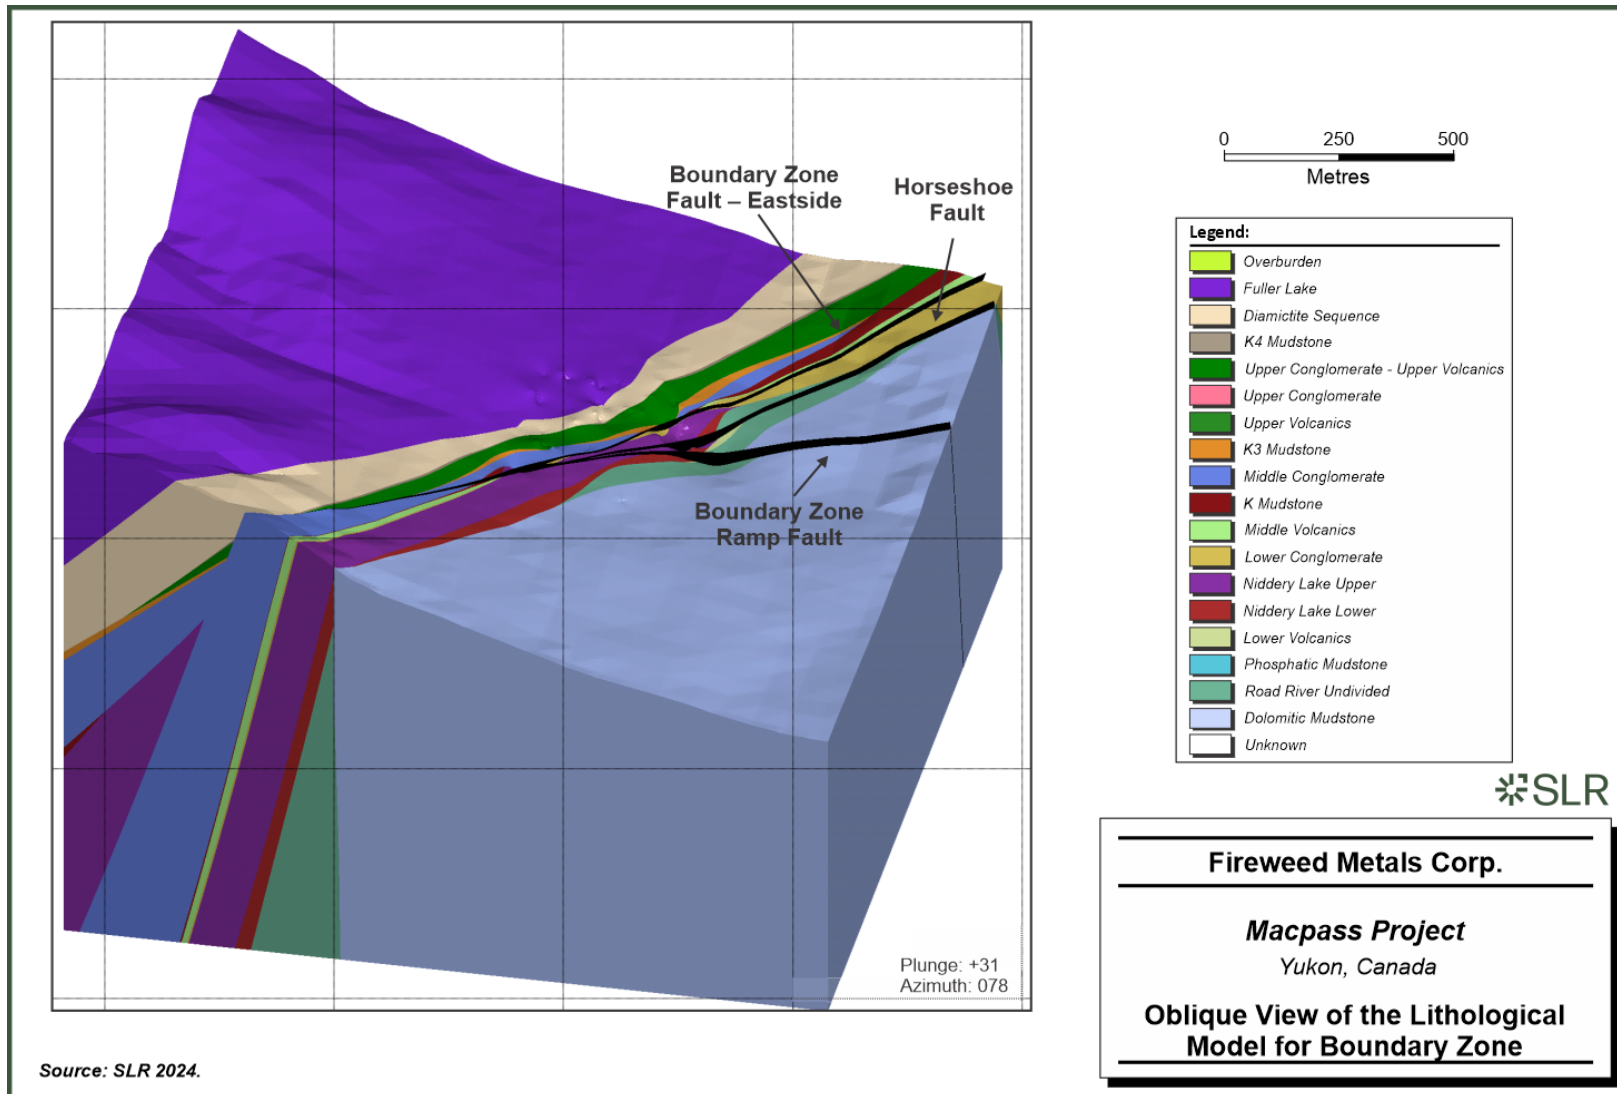 Boundary Zone
Fault – Eastside
Horseshoe
Fault
Boundary Zone
Ramp Fault
Plunge: +31
Azimuth: 078
0 250 500
Metres
Legend:
Overburden
Fuller Lake
Diamictite Sequence
K4 Mudstone
Upper Conglomerate - Upper Volcanics
Upper Conglomerate
Upper Volcanics
K3 Mudstone
Middle Conglomerate
K Mudstone
Middle Volcanics
Lower Conglomerate
Niddery Lake Upper
Niddery Lake Lower
Lower Volcanics
Phosphatic Mudstone
Road River Undivided
Dolomitic Mudstone
Unknown
SLR
Fireweed Metals Corp.
Macpass Project
Yukon, Canada
Oblique View of the Lithological
Model for Boundary Zone
Source: SLR 2024.